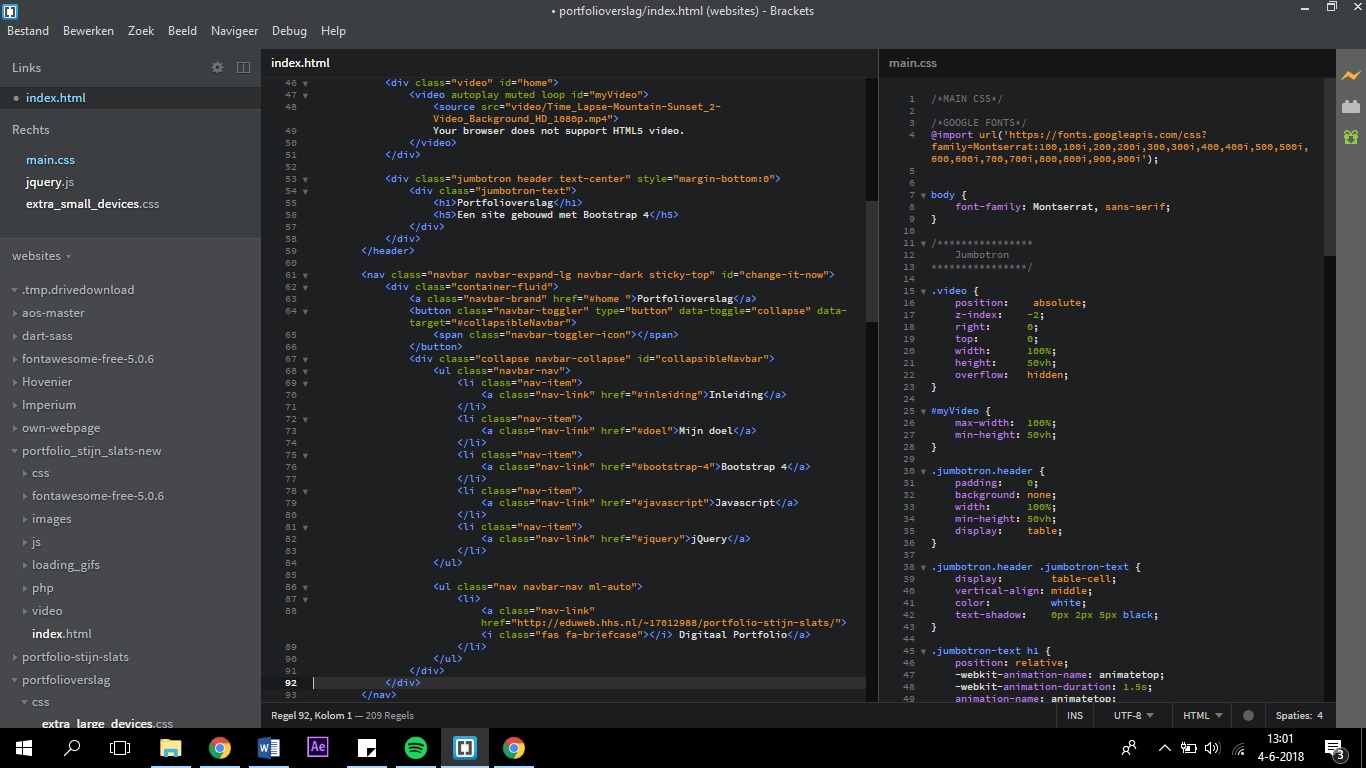 • portfolioverslag/index.html (websites) - Brackets
Bestand Bewerken Zoek Beeld Navigeer Debug Help
Links
• index.html
Rechts
main.css
jquery.js
extra_small_devices.css
websites
.tmp.drivedownload
aos-master
dart-sass
fontawesome-free-5.0.6
Hovenier
Imperium
own-webpage
portfolio_stijn_slats-new
css
fontawesome-free-5.0.6
images
js
loading_gifs
php
video
index.html
portfolio-stijn-slats
portfolioverslag
css
extra_large_devices.css
index.html
46 <div class="video" id="home">
47 <video autoplay muted loop id="myVideo">
48 <source src="video/Time_Lapse-Mountain-Sunset_2-
Video_Background_HD_1080p.mp4">
49 Your browser does not support HTML5 video.
50 </video>
51 </div>
52
53 <div class="jumbotron header text-center" style="margin-bottom:0">
54 <div class="jumbotron-text">
55 <h1>Portfolioverslag</h1>
56 <h5>Een site gebouwd met Bootstrap 4</h5>
57 </div>
58 </div>
59 </header>
60
61 <nav class="navbar navbar-expand-lg navbar-dark sticky-top" id="change-it-now">
62 <div class="container-fluid">
63 <a class="navbar-brand" href="#home ">Portfolioverslag</a>
64 <button class="navbar-toggler" type="button" data-toggle="collapse" data-
target="#collapsibleNavbar">
65 <span class="navbar-toggler-icon"></span>
66 </button>
67 <div class="collapse navbar-collapse" id="collapsibleNavbar">
68 <ul class="navbar-nav">
69 <li class="nav-item">
70 <a class="nav-link" href="#inleiding">Inleiding</a>
71 </li>
72 <li class="nav-item">
73 <a class="nav-link" href="#doel">Mijn doel</a>
74 </li>
75 <li class="nav-item">
76 <a class="nav-link" href="#bootstrap-4">Bootstrap 4</a>
77 </li>
78 <li class="nav-item">
79 <a class="nav-link" href="#javascript">Javascript</a>
80 </li>
81 <li class="nav-item">
82 <a class="nav-link" href="#jquery">jQuery</a>
83 </li>
84 </ul>
85
86 <ul class="nav navbar-nav ml-auto">
87 <li>
88 <a class="nav-link"
href="http://eduweb.hhs.nl/~17012988/portfolio-stijn-slats/">
<i class="fas fa-briefcase"></i> Digitaal Portfolio</a>
89 </li>
90 </ul>
91 </div>
92 </div>
93 </nav>
main.css
1 /*MAIN CSS*/
2
3 /*GOOGLE FONTS*/
4 @import url('https://fonts.googleapis.com/css?
family=Montserrat:100,100i,200,200i,300,300i,400,400i,500,500i,
600,600i,700,700i,800,800i,900,900i');
5
6
7 body {
8 font-family: Montserrat, sans-serif;
9 }
10
11 /****************
12 Jumbotron
13 ****************/
14
15 .video {
16 position: absolute;
17 z-index: -2;
18 right: 0;
19 top: 0;
20 width: 100%;
21 height: 50vh;
22 overflow: hidden;
23 }
24
25 #myVideo {
26 max-width: 100%;
27 min-height: 50vh;
28 }
29
30 .jumbotron.header {
31 padding: 0;
32 background: none;
33 width: 100%;
34 min-height: 50vh;
35 display: table;
36 }
37
38 .jumbotron.header .jumbotron-text {
39 display: table-cell;
40 vertical-align: middle;
41 color: white;
42 text-shadow: 0px 2px 5px black;
43 }
44
45 .jumbotron-text h1 {
46 position: relative;
47 -webkit-animation-name: animatetop;
48 -webkit-animation-duration: 1.5s;
49 animation-name: animatetop;
Regel 92, Kolom 1 — 209 Regels
INS UTF-8 HTML Spaties: 4
Ae
13:01
4-6-2018
3